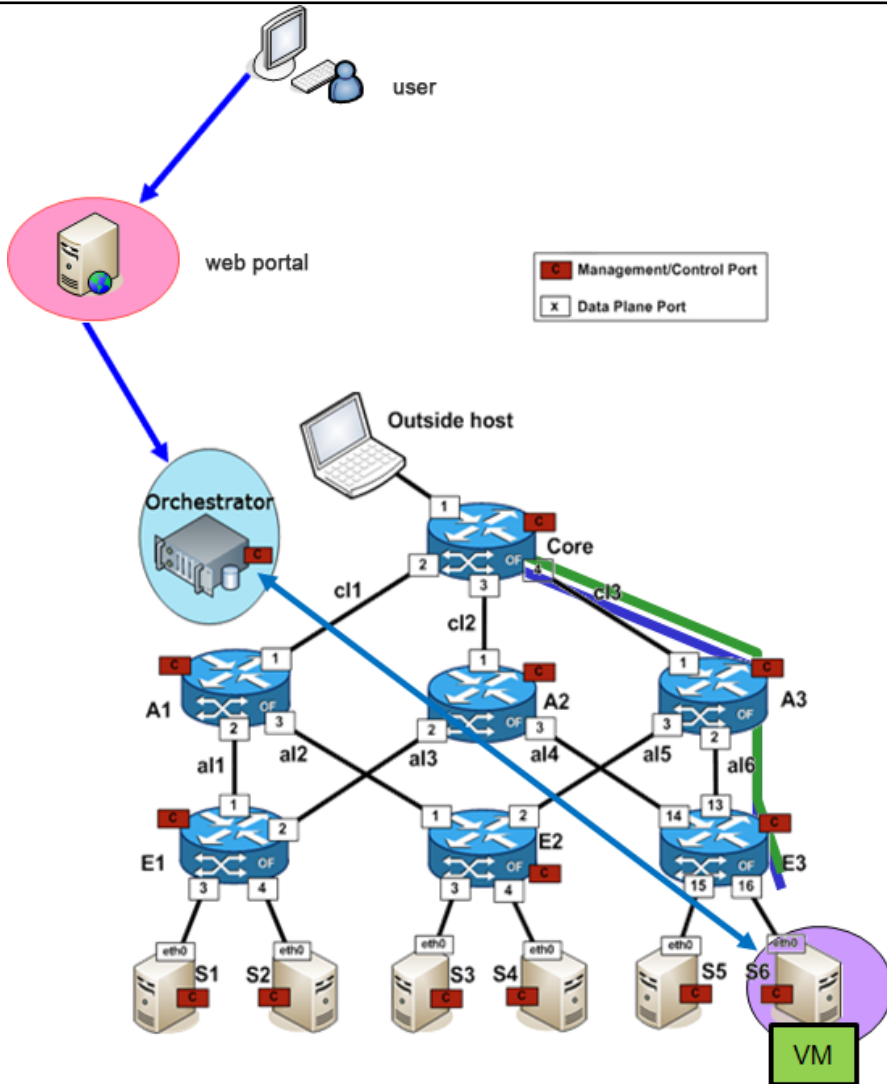 user
web portal
C Management/Control Port
X Data Plane Port
Outside host
1
Orchestrator
C
C
Core
OF
2
3
4
cl1
cl2
cl3
C
1
A1
OF
2
3
1
C
A2
OF
2
3
1
C
A3
OF
3
2
al1
al2
al3
al4
al5
al6
C
1
2
E1
OF
3
4
1
2
E2
OF
C
3
4
14
13
C
E3
OF
15
16
eth0
S1
C
eth0
S2
C
eth0
S3
C
eth0
S4
C
eth0
S5
C
eth0
S6
C
VM